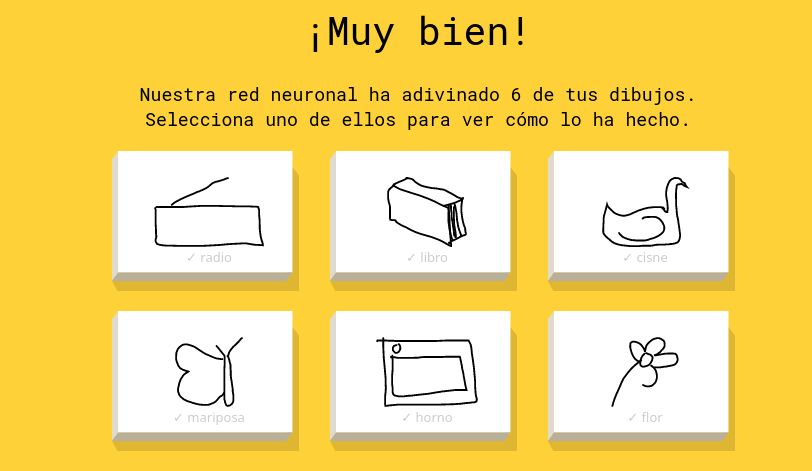 ¡Muy bien!
Nuestra red neuronal ha adivinado 6 de tus dibujos.
Selecciona uno de ellos para ver cómo lo ha hecho.
✓ radio
✓ libro
✓ cisne
✓ mariposa
✓ horno
✓ flor